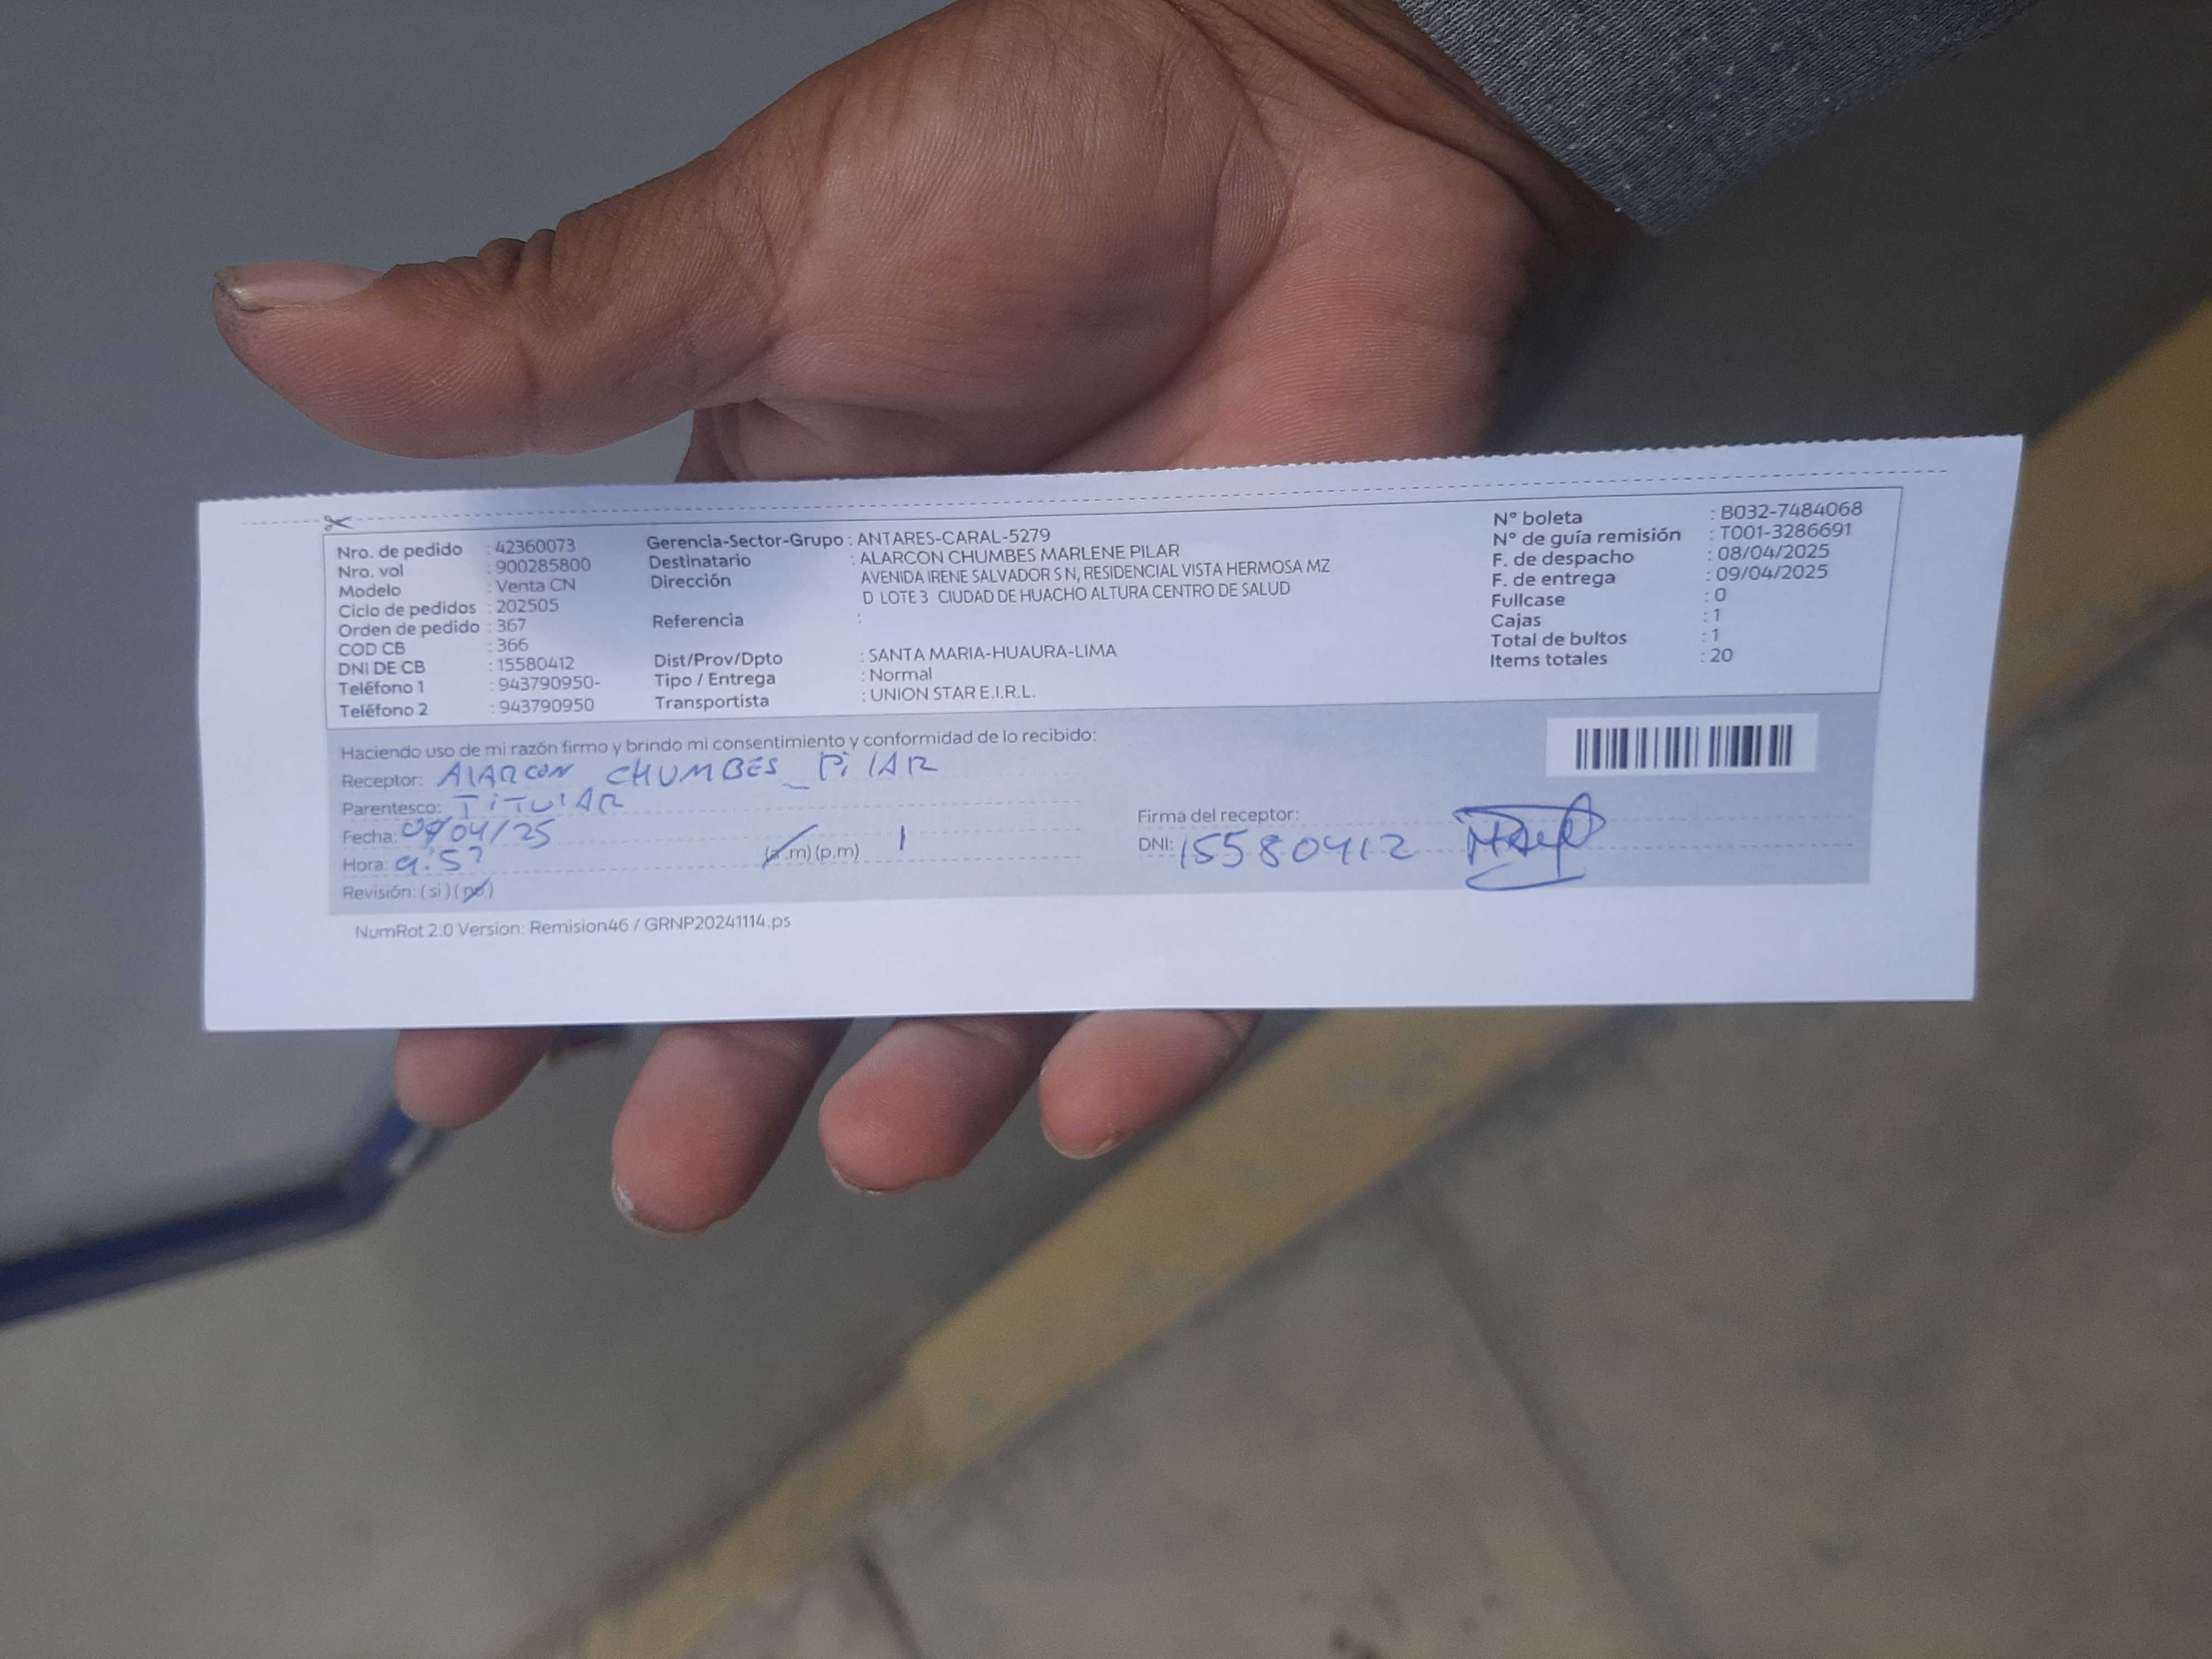 Nro. de pedido : 42360073
Nro. vol : 900285800
Modelo : Venta CN
Ciclo de pedidos : 202505
Orden de pedido : 367
COD CB : 366
DNI DE CB : 15580412
Teléfono 1 : 943790950-
Teléfono 2 : 943790950
Gerencia-Sector-Grupo : ANTARES-CARAL-5279
Destinatario : ALARCON CHUMBES MARLENE PILAR
Dirección AVENIDA IRENE SALVADOR S N, RESIDENCIAL VISTA HERMOSA MZ
D LOTE 3 CIUDAD DE HUACHO ALTURA CENTRO DE SALUD
Referencia :
Dist/Prov/Dpto : SANTA MARIA-HUAURA-LIMA
Tipo / Entrega : Normal
Transportista : UNION STAR E.I.R.L.
N° boleta : B032-7484068
N° de guía remisión : T001-3286691
F. de despacho : 08/04/2025
F. de entrega : 09/04/2025
Fullcase : 0
Cajas : 1
Total de bultos : 1
Items totales : 20
Haciendo uso de mi razón firmo y brindo mi consentimiento y conformidad de lo recibido:
Receptor: AlARCON CHUMBES PilAR
Parentesco: TiTUlAR
Fecha: 09/04/25
Hora: (a.m) (p.m)
Revisión: (si) (no)
Firma del receptor:
DNI: 15580412
NumRot 2.0 Version: Remision46 / GRNP20241114.ps